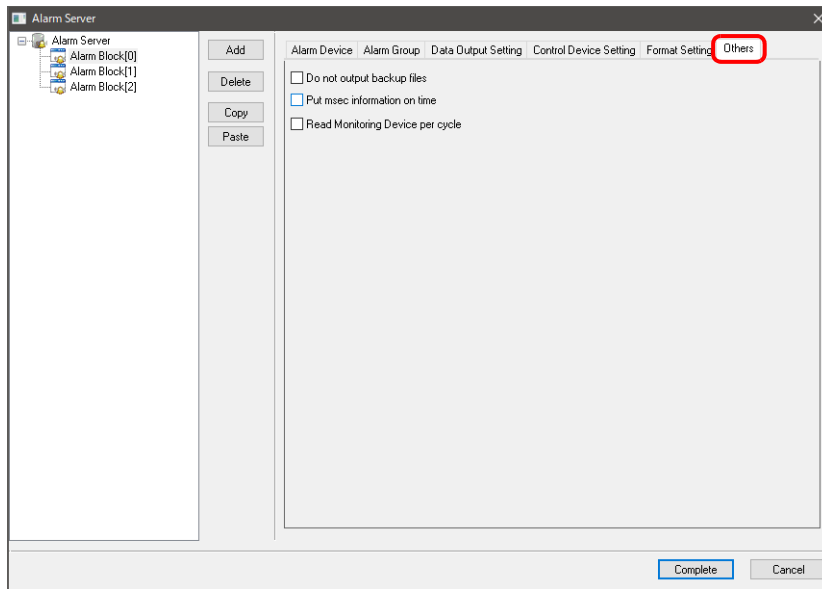 Alarm Server
Alarm Server
Alarm Block[0]
Alarm Block[1]
Alarm Block[2]
Add
Delete
Copy
Paste
Alarm Device Alarm Group Data Output Setting Control Device Setting Format Setting Others
Do not output backup files
Put msec information on time
Read Monitoring Device per cycle
Complete Cancel